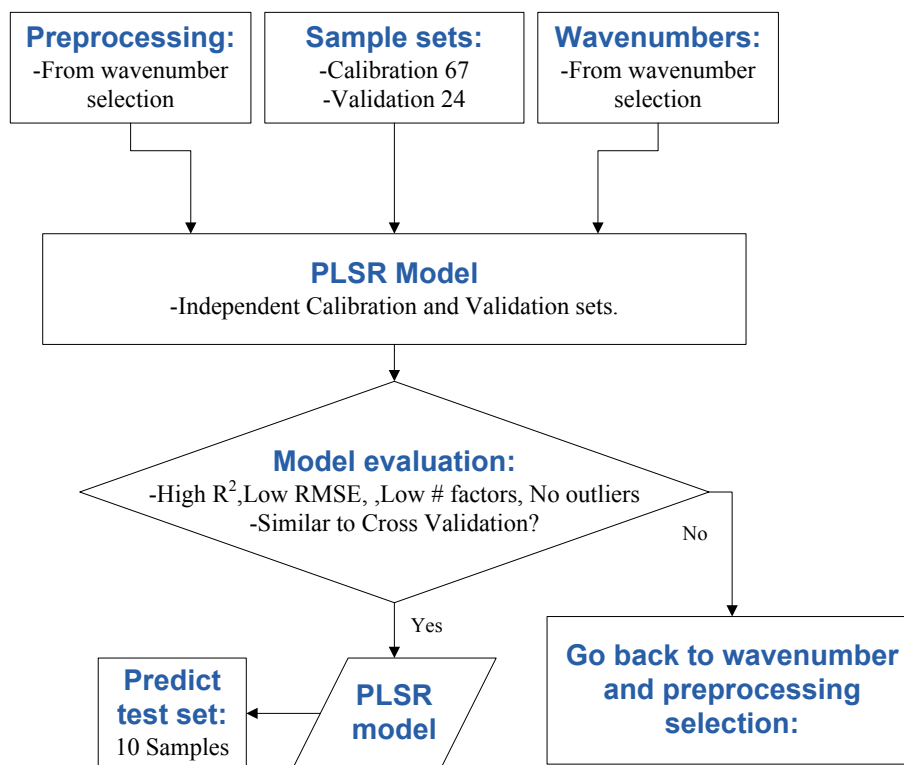 Preprocessing:
-From wavenumber
selection
Sample sets:
-Calibration 67
-Validation 24
Wavenumbers:
-From wavenumber
selection
PLSR Model
-Independent Calibration and Validation sets.
Model evaluation:
-High R²,Low RMSE, ,Low # factors, No outliers
-Similar to Cross Validation?
No
Yes
Predict
test set:
10 Samples
PLSR
model
Go back to wavenumber
and preprocessing
selection: